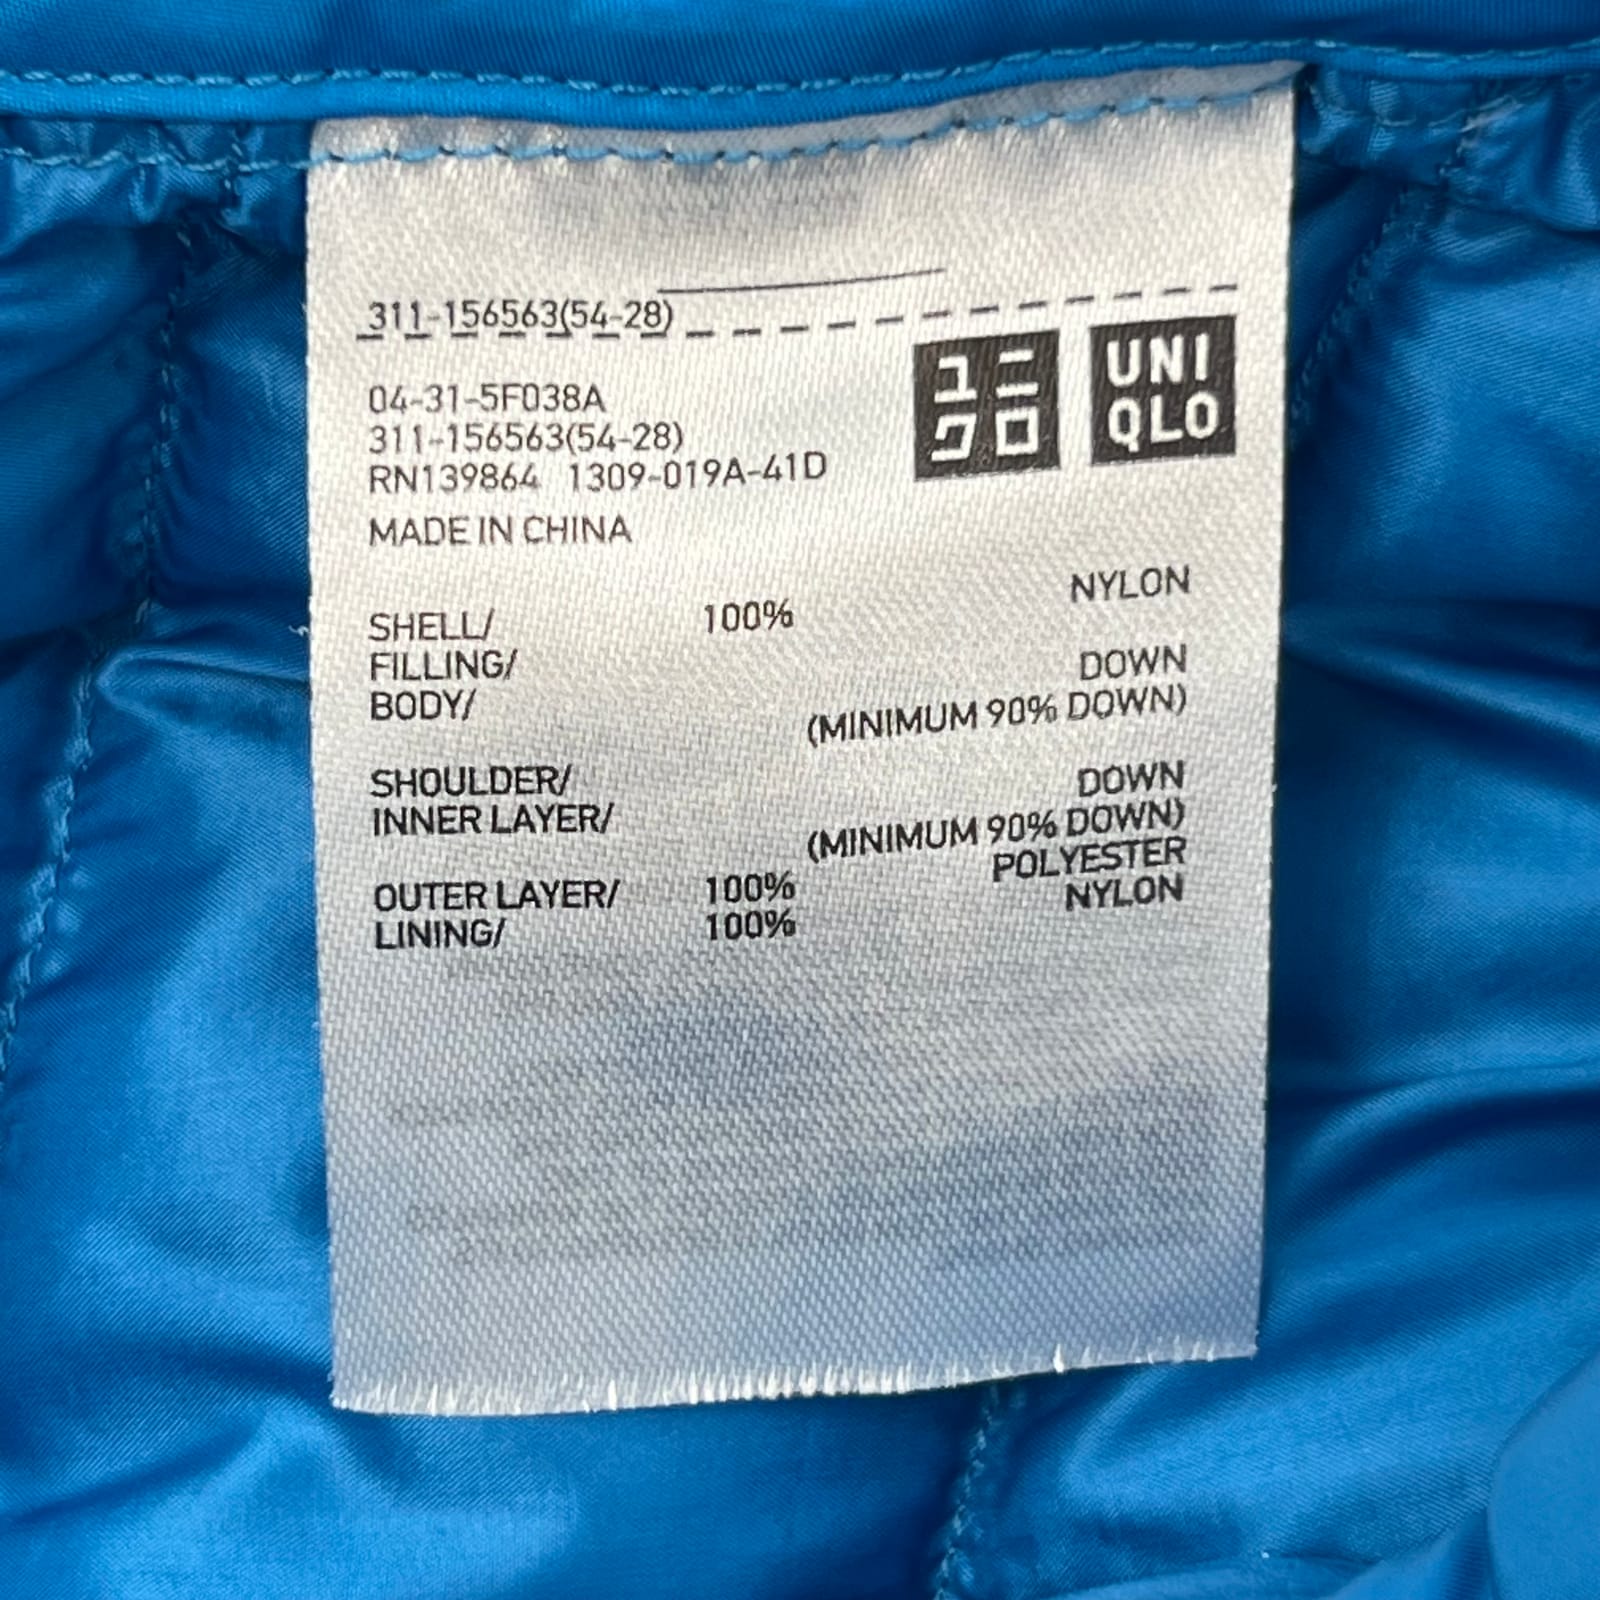 311-156563(54-28)
ユニ
クロ
UNI
QLO
04-31-5F038A
311-156563(54-28)
RN139864 1309-019A-41D
MADE IN CHINA
SHELL/ 100% NYLON
FILLING/
BODY/ DOWN
(MINIMUM 90% DOWN)
SHOULDER/
INNER LAYER/ DOWN
(MINIMUM 90% DOWN)
OUTER LAYER/ 100% POLYESTER
LINING/ 100% NYLON